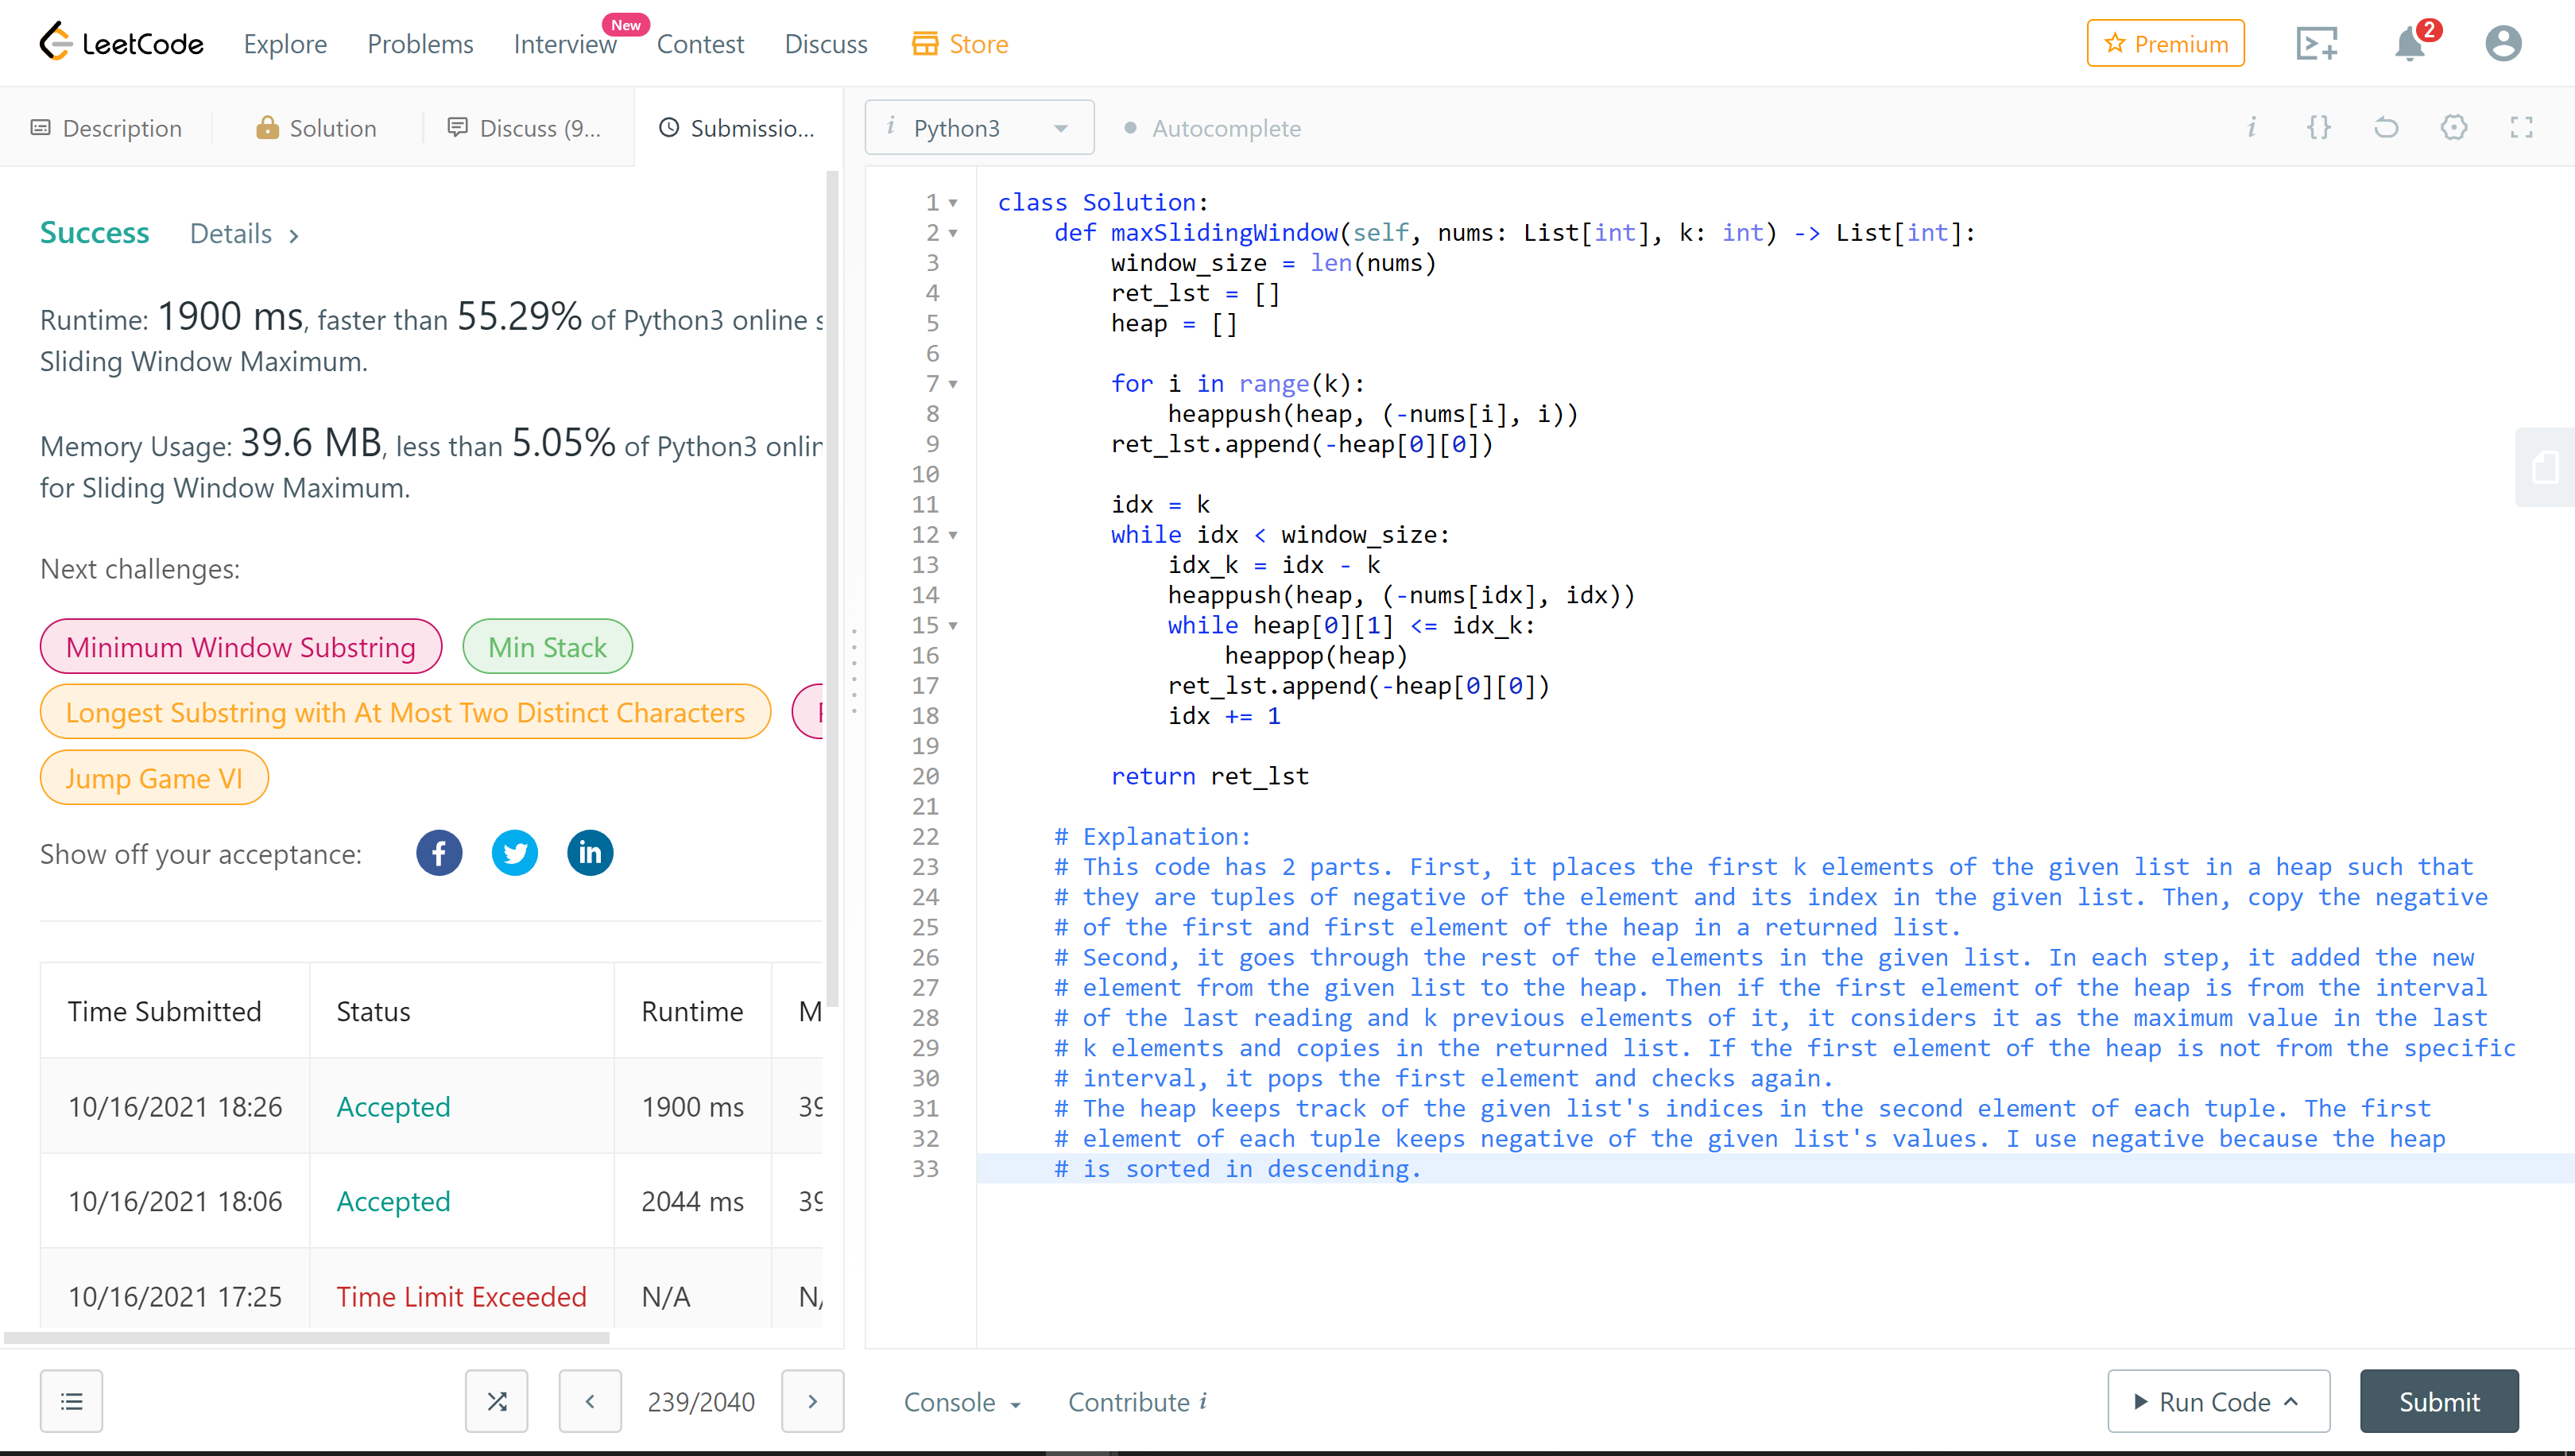 LeetCode Explore Problems Interview New Contest Discuss Store Premium 2
Description Solution Discuss (9... Submissio...
Success Details >
Runtime: 1900 ms, faster than 55.29% of Python3 online
Sliding Window Maximum.
Memory Usage: 39.6 MB, less than 5.05% of Python3
for Sliding Window Maximum.
Next challenges:
Minimum Window Substring Min Stack
Longest Substring with At Most Two Distinct Characters
Jump Game VI
Show off your acceptance:
Time Submitted Status Runtime M
10/16/2021 18:26 Accepted 1900 ms 39
10/16/2021 18:06 Accepted 2044 ms 39
10/16/2021 17:25 Time Limit Exceeded N/A N/
239/2040
i Python3 Autocomplete i {}
1 class Solution:
2 def maxSlidingWindow(self, nums: List[int], k: int) -> List[int]:
3 window_size = len(nums)
4 ret_lst = []
5 heap = []
6
7 for i in range(k):
8 heappush(heap, (-nums[i], i))
9 ret_lst.append(-heap[0][0])
10
11 idx = k
12 while idx < window_size:
13 idx_k = idx - k
14 heappush(heap, (-nums[idx], idx))
15 while heap[0][1] <= idx_k:
16 heappop(heap)
17 ret_lst.append(-heap[0][0])
18 idx += 1
19
20 return ret_lst
21
22 # Explanation:
23 # This code has 2 parts. First, it places the first k elements of the given list in a heap such that
24 # they are tuples of negative of the element and its index in the given list. Then, copy the negative
25 # of the first and first element of the heap in a returned list.
26 # Second, it goes through the rest of the elements in the given list. In each step, it added the new
27 # element from the given list to the heap. Then if the first element of the heap is from the interval
28 # of the last reading and k previous elements of it, it considers it as the maximum value in the last
29 # k elements and copies in the returned list. If the first element of the heap is not from the specific
30 # interval, it pops the first element and checks again.
31 # The heap keeps track of the given list's indices in the second element of each tuple. The first
32 # element of each tuple keeps negative of the given list's values. I use negative because the heap
33 # is sorted in descending.
Console Contribute i Run Code Submit